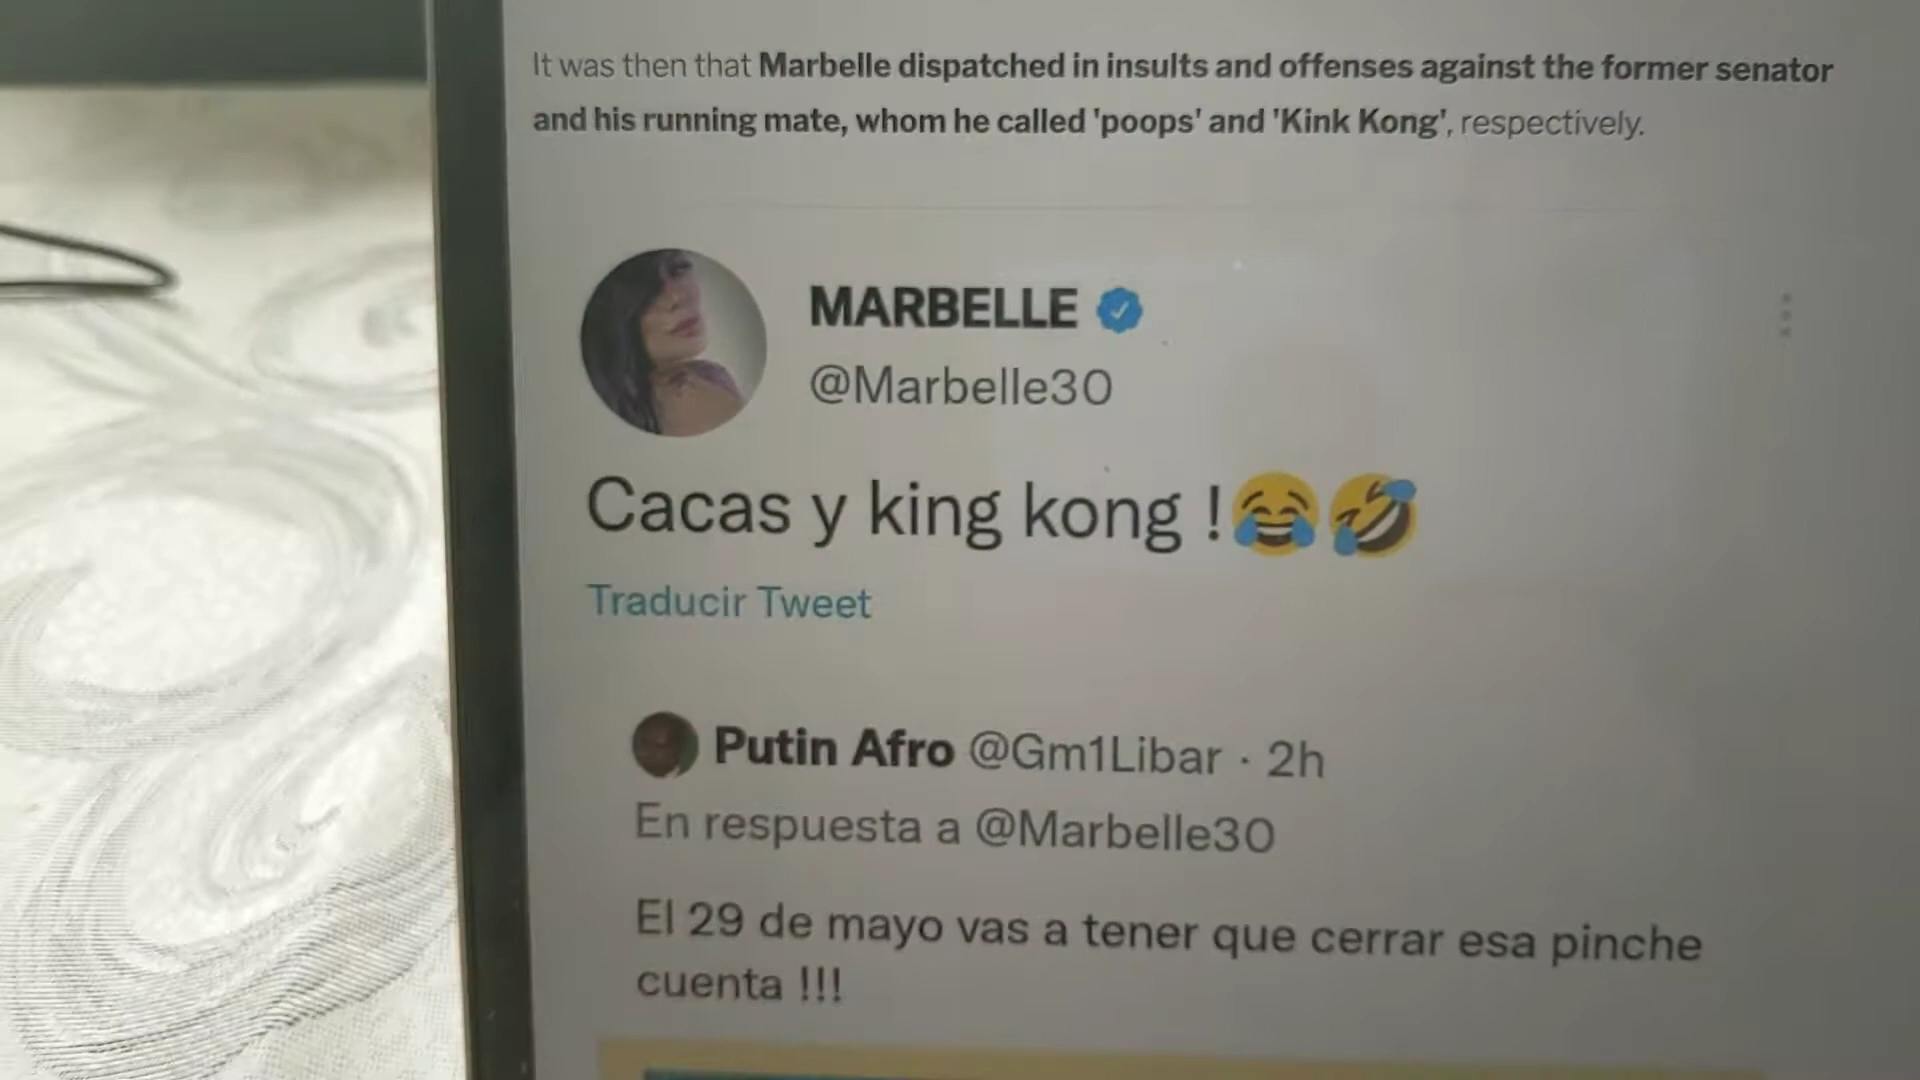 It was then that Marbelle dispatched in insults and offenses against the former senator
and his running mate, whom he called 'poops' and 'Kink Kong', respectively.
MARBELLE
@Marbelle30
Cacas y king kong !😂🤣
Traducir Tweet
Putin Afro @Gm1Libar · 2h
En respuesta a @Marbelle30
El 29 de mayo vas a tener que cerrar esa pinche
cuenta !!!